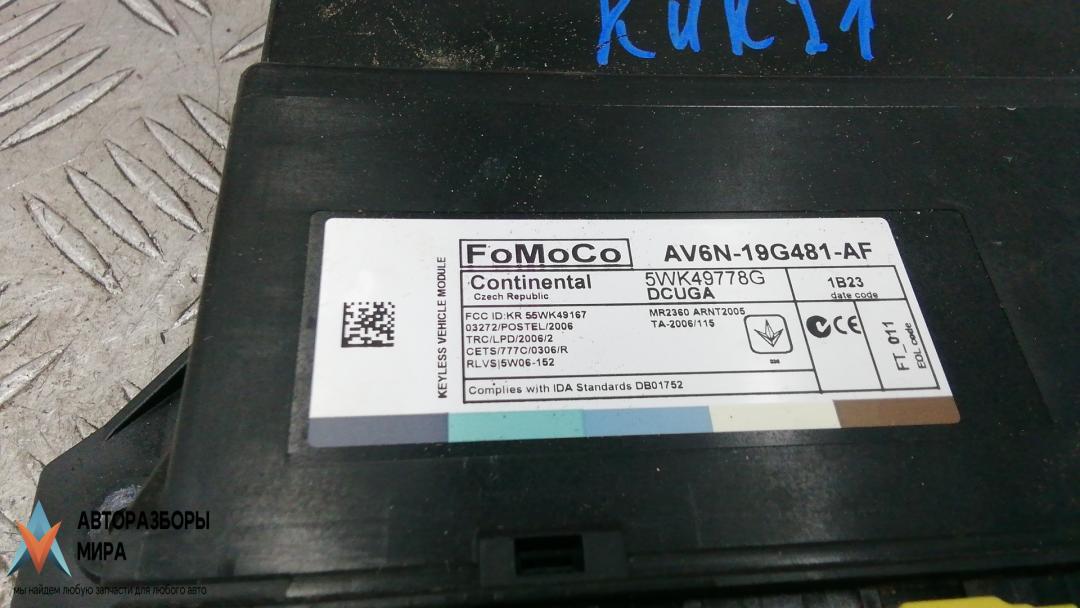 KUK21
FoMoCo AV6N-19G481-AF
Continental 5WK49778G 1B23
Czech Republic DCUGA date code
KEYLESS VEHICLE MODULE
FCC ID:KR 55WK49167 MR2360 ARNT2005
03272/POSTEL/2006 TA-2006/115
TRC/LPD/2006/2
CETS/777C/0306/R
RLVS|5W06-152
Complies with IDA Standards DB01752
CE
FT_011
EOL code
АВТОРАЗБОРЫ
МИРА
мы найдем любую запчасти для любого авто